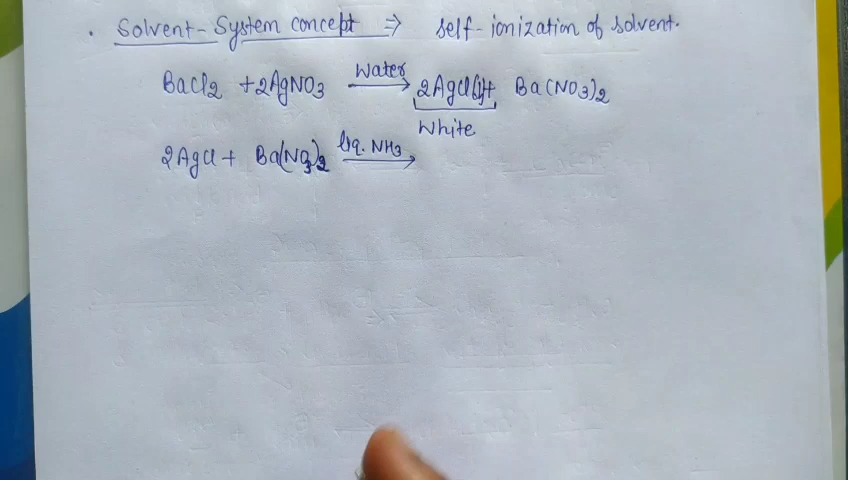 . Solvent-System concept ⇒ self-ionization of solvent.
BaCl2 + 2AgNO3 Water → 2AgCl(↓)+ Ba(NO3)2
White
2AgCl + Ba(NO3)2 liq. NH3 →